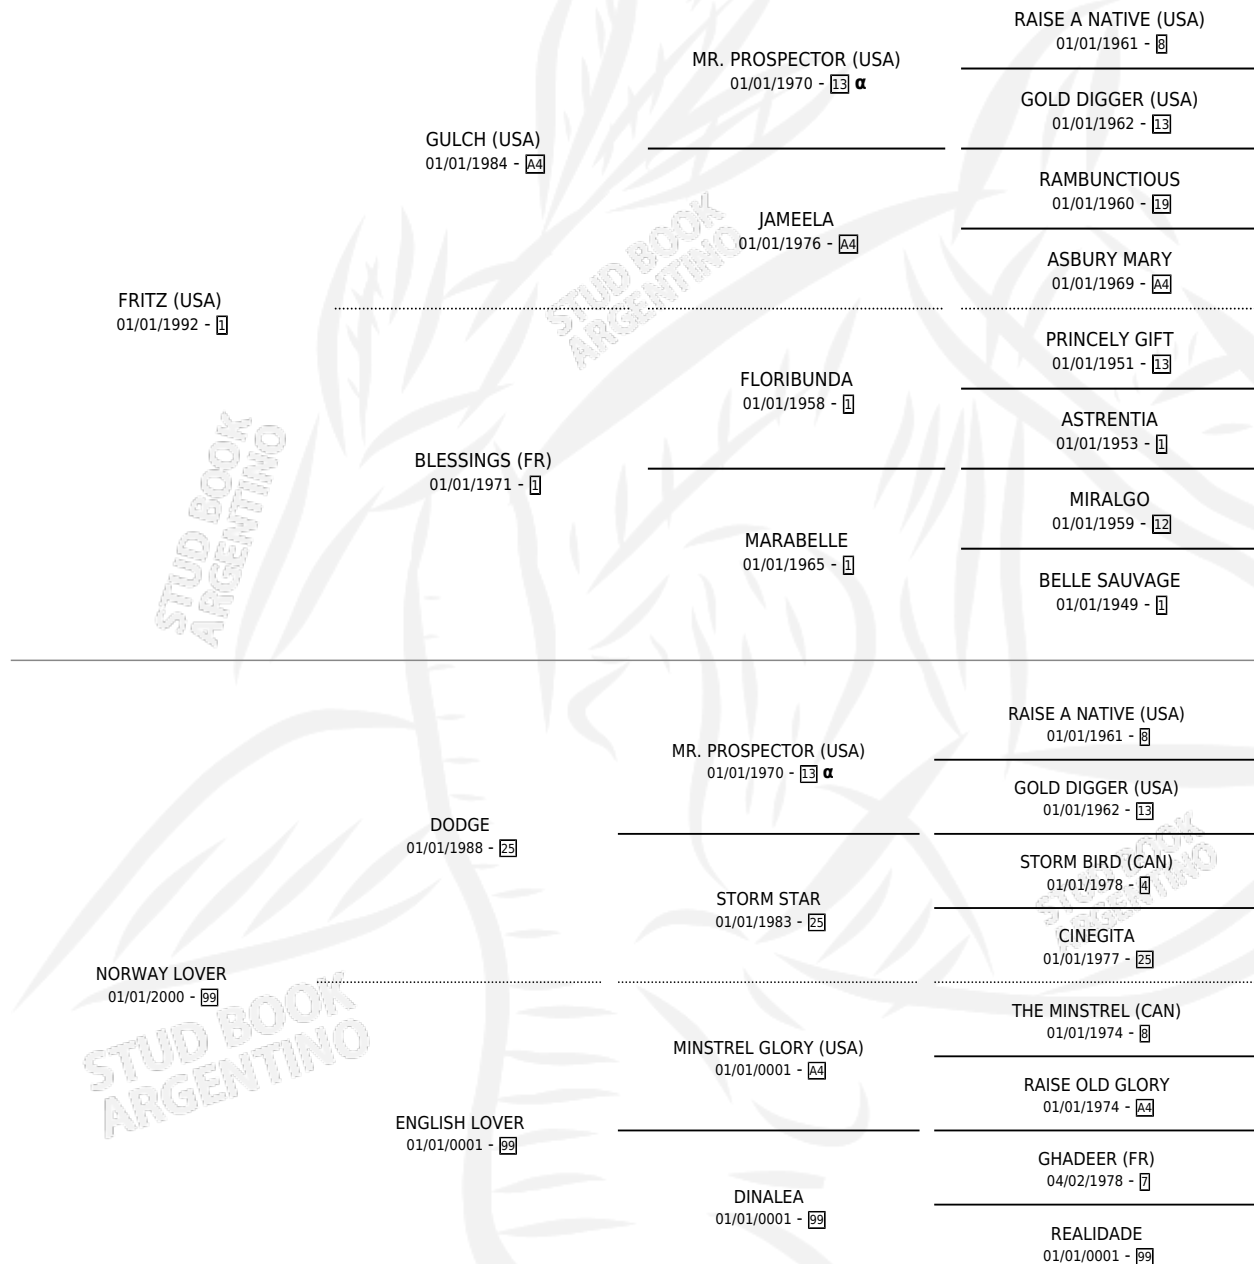 RAISE A NATIVE (USA)
01/01/1961 - 8
MR. PROSPECTOR (USA)
01/01/1970 - 13 α
GOLD DIGGER (USA)
01/01/1962 - 13
GULCH (USA)
01/01/1984 - A4
RAMBUNCTIOUS
01/01/1960 - 19
JAMEELA
01/01/1976 - A4
ASBURY MARY
01/01/1969 - A4
FRITZ (USA)
01/01/1992 - 1
PRINCELY GIFT
01/01/1951 - 13
FLORIBUNDA
01/01/1958 - 1
ASTRENTIA
01/01/1953 - 1
BLESSINGS (FR)
01/01/1971 - 1
MIRALGO
01/01/1959 - 12
MARABELLE
01/01/1965 - 1
BELLE SAUVAGE
01/01/1949 - 1
STUD BOOK
ARGENTINO
STUD BOOK
ARGENTINO
RAISE A NATIVE (USA)
01/01/1961 - 8
MR. PROSPECTOR (USA)
01/01/1970 - 13 α
GOLD DIGGER (USA)
01/01/1962 - 13
DODGE
01/01/1988 - 25
STORM BIRD (CAN)
01/01/1978 - 4
STORM STAR
01/01/1983 - 25
CINEGITA
01/01/1977 - 25
NORWAY LOVER
01/01/2000 - 99
THE MINSTREL (CAN)
01/01/1974 - 8
MINSTREL GLORY (USA)
01/01/0001 - A4
RAISE OLD GLORY
01/01/1974 - A4
ENGLISH LOVER
01/01/0001 - 99
GHADEER (FR)
04/02/1978 - 7
DINALEA
01/01/0001 - 99
REALIDADE
01/01/0001 - 99
STUD BOOK
ARGENTINO
STUD BOOK
ARGENTINO